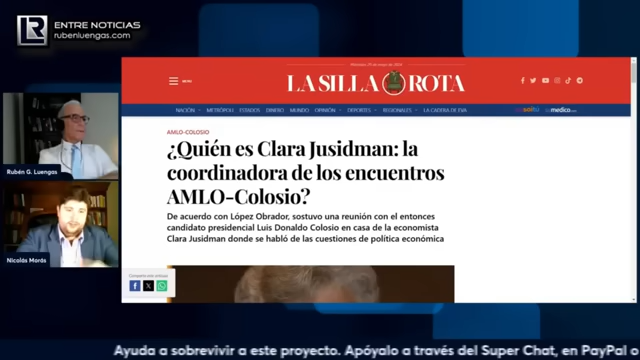 LR ENTRE NOTICIAS
rubenluengas.com
LA SILLA ROTA
NACIÓN METRÓPOLI ESTADOS DINERO MUNDO OPINIÓN DEPORTES REGIONALES LA CADERA DE EVA
AMLO-COLOSIO
¿Quién es Clara Jusidman: la
coordinadora de los encuentros
AMLO-Colosio?
De acuerdo con López Obrador, sostuvo una reunión con el entonces
candidato presidencial Luis Donaldo Colosio en casa de la economista
Clara Jusidman donde se habló de las cuestiones de política económica
Rubén G. Luengas
Nicolás Morás
Ayuda a sobrevivir a este proyecto. Apóyalo a través del Super Chat, en PayPal